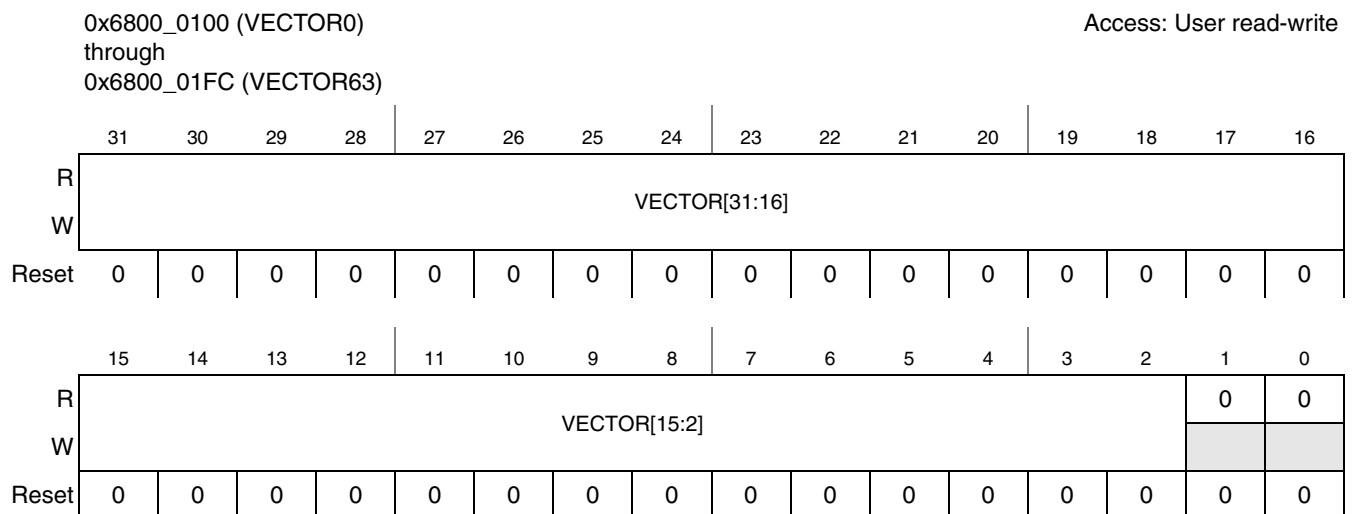 0x6800_0100 (VECTOR0) Access: User read-write
through
0x6800_01FC (VECTOR63)
31 30 29 28 27 26 25 24 23 22 21 20 19 18 17 16
R
VECTOR[31:16]
W
Reset 0 0 0 0 0 0 0 0 0 0 0 0 0 0 0 0
15 14 13 12 11 10 9 8 7 6 5 4 3 2 1 0
R 0 0
VECTOR[15:2]
W
Reset 0 0 0 0 0 0 0 0 0 0 0 0 0 0 0 0